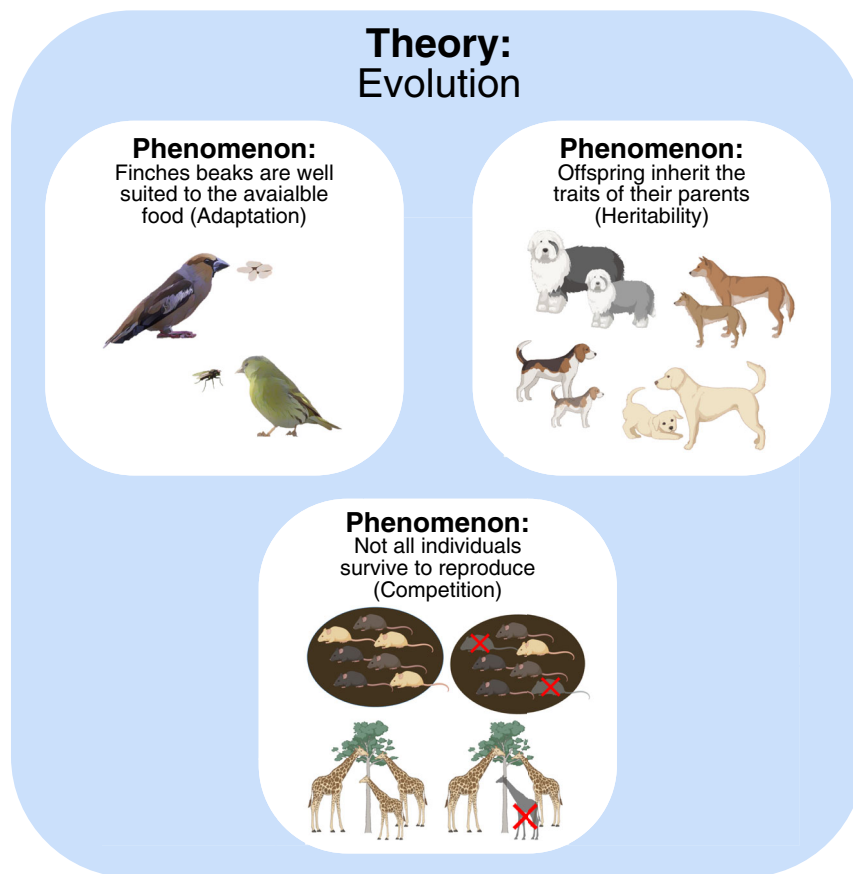 Theory:
Evolution
Phenomenon:
Finches beaks are well
suited to the avaialble
food (Adaptation)
Phenomenon:
Offspring inherit the
traits of their parents
(Heritability)
Phenomenon:
Not all individuals
survive to reproduce
(Competition)